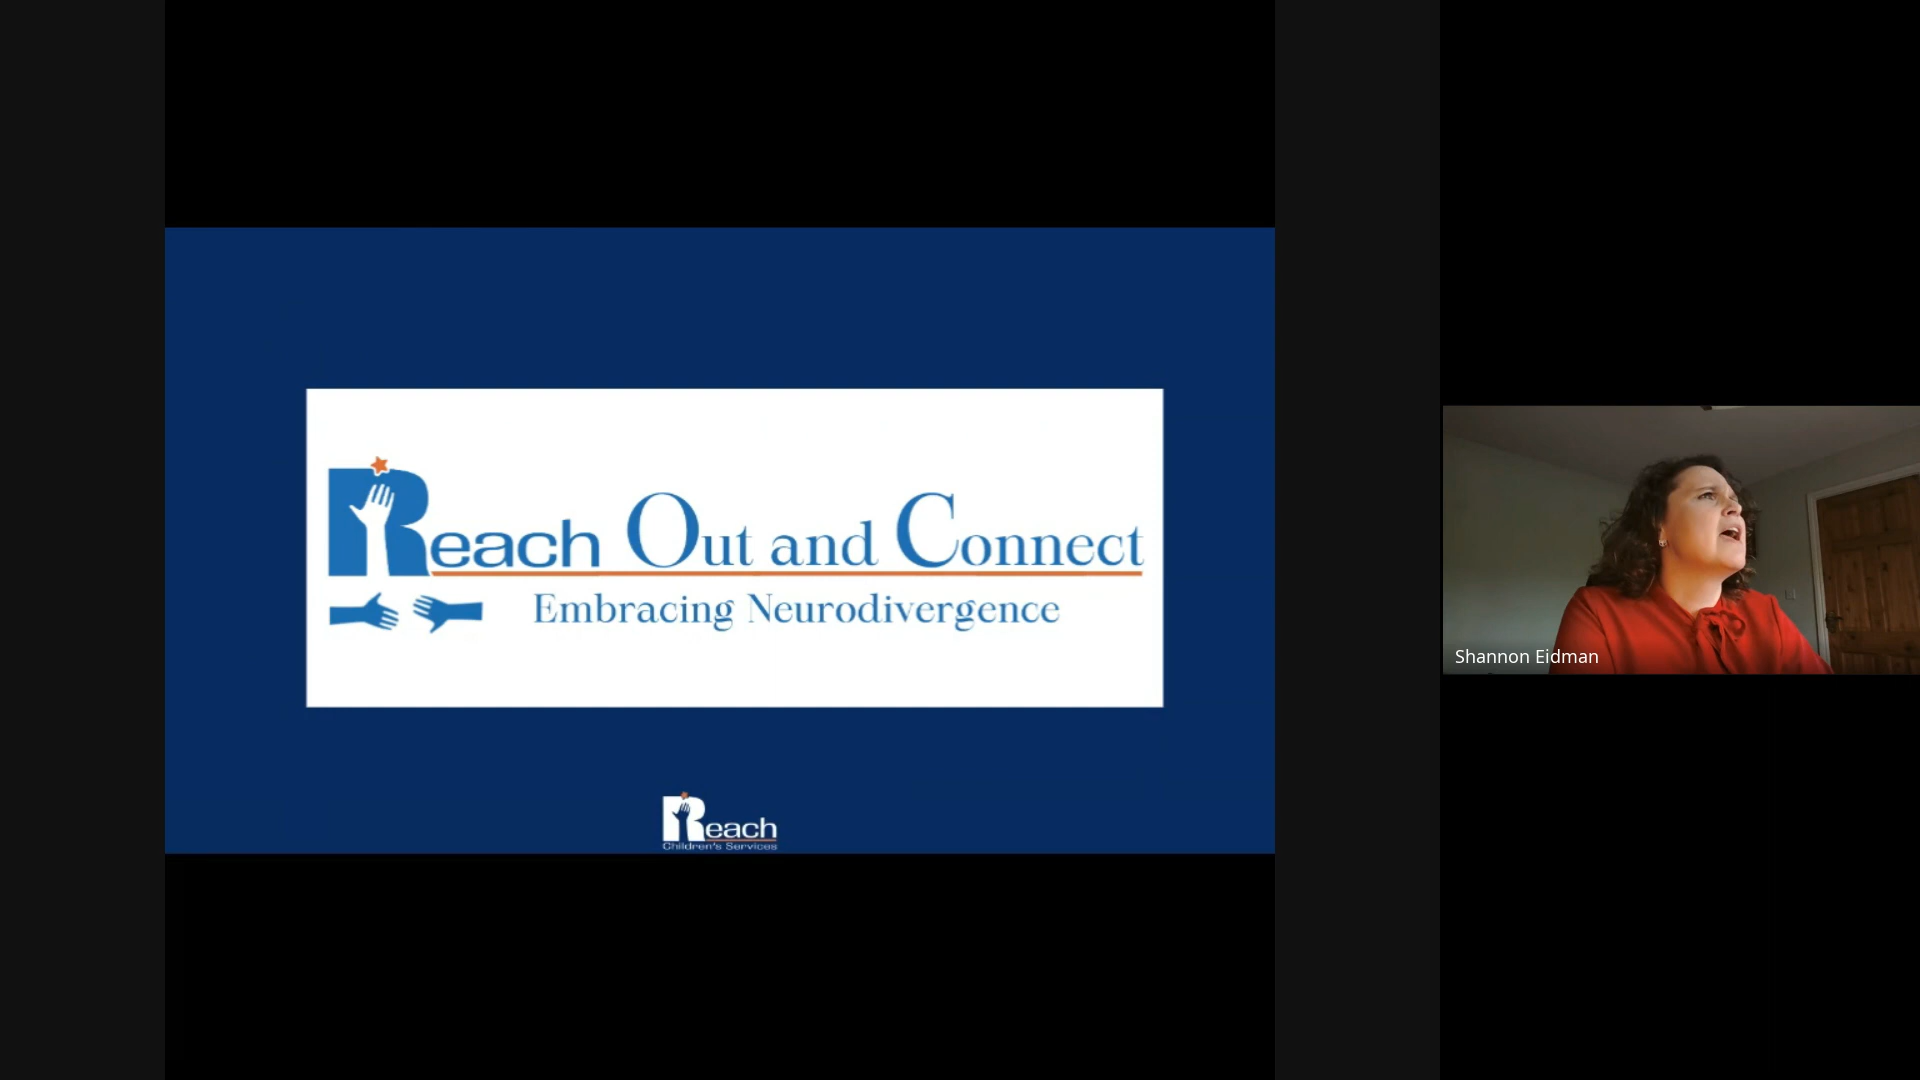 Reach Out and Connect
Embracing Neurodivergence
Reach
Children's Services
Shannon Eidman